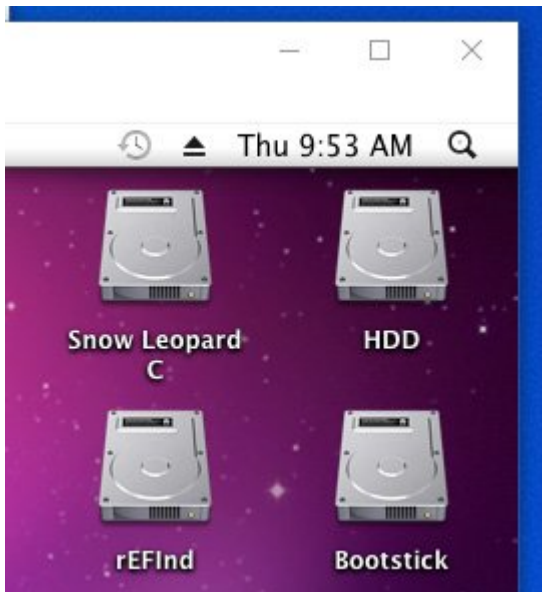 Thu 9:53 AM
Snow Leopard
C
HDD
rEFInd
Bootstick